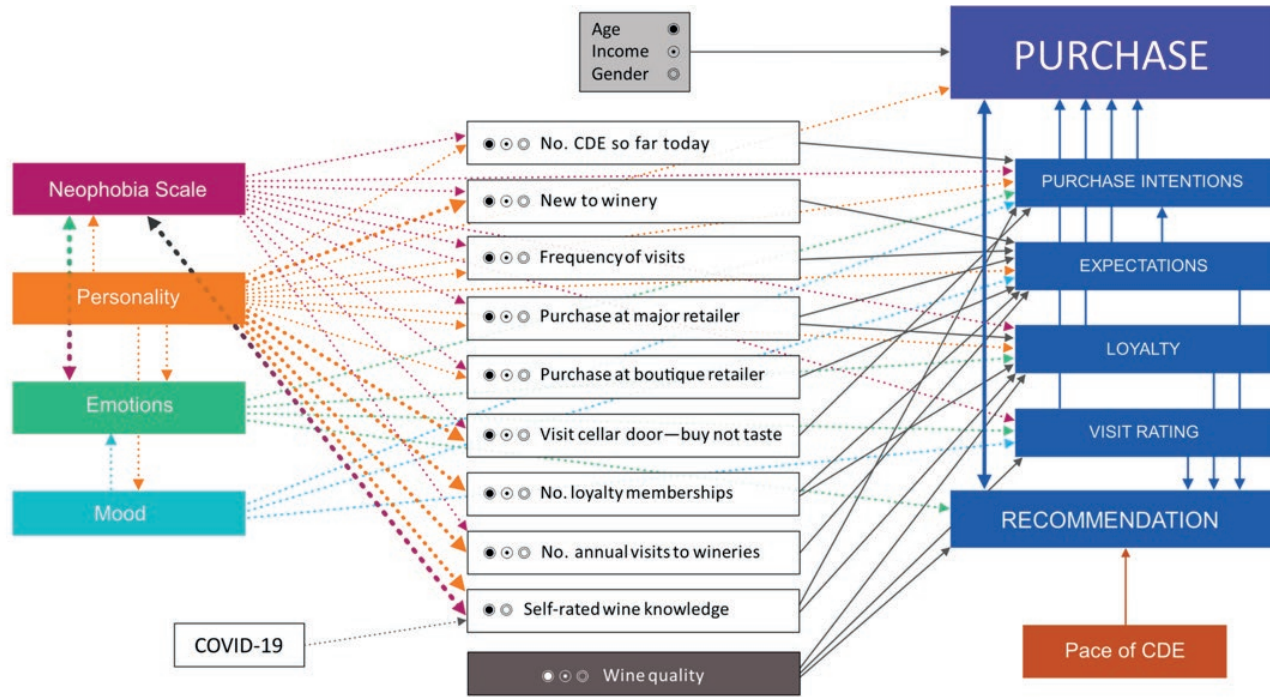 Age
Income
Gender
PURCHASE
No. CDE so far today
Neophobia Scale
PURCHASE INTENTIONS
New to winery
Frequency of visits
EXPECTATIONS
Personality
Purchase at major retailer
LOYALTY
Purchase at boutique retailer
Emotions
Visit cellar door—buy not taste
VISIT RATING
No. loyalty memberships
Mood
RECOMMENDATION
No. annual visits to wineries
Self-rated wine knowledge
COVID-19
Pace of CDE
Wine quality